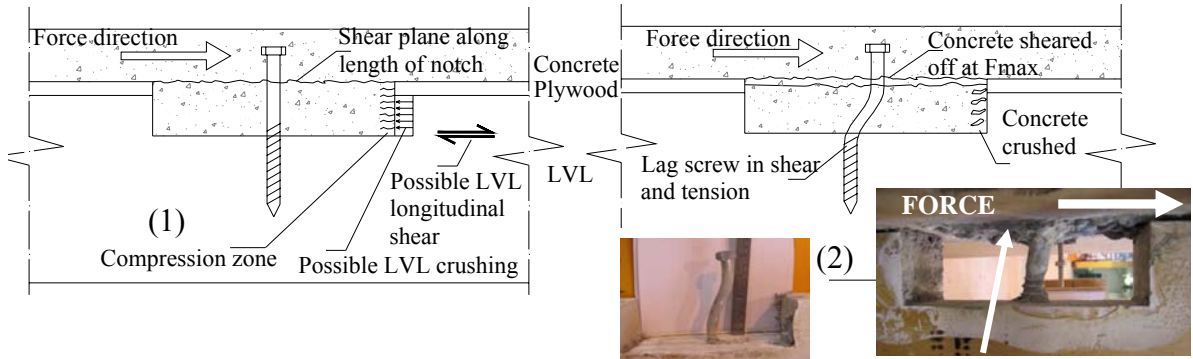 Force direction
Shear plane along
length of notch
Concrete
Plywood
LVL
(1)
Compression zone
Possible LVL crushing
Possible LVL
longitudinal
shear
Force direction
Concrete sheared
off at Fmax
Concrete
crushed
Lag screw in shear
and tension
(2)
FORCE